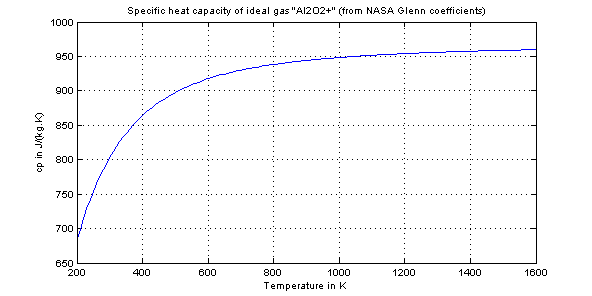 Specific heat capacity of ideal gas "Al2O2+" (from NASA Glenn coefficients)
1000
950
900
850
800
750
700
650
cp in J/(kg.K)
200 400 600 800 1000 1200 1400 1600
Temperature in K